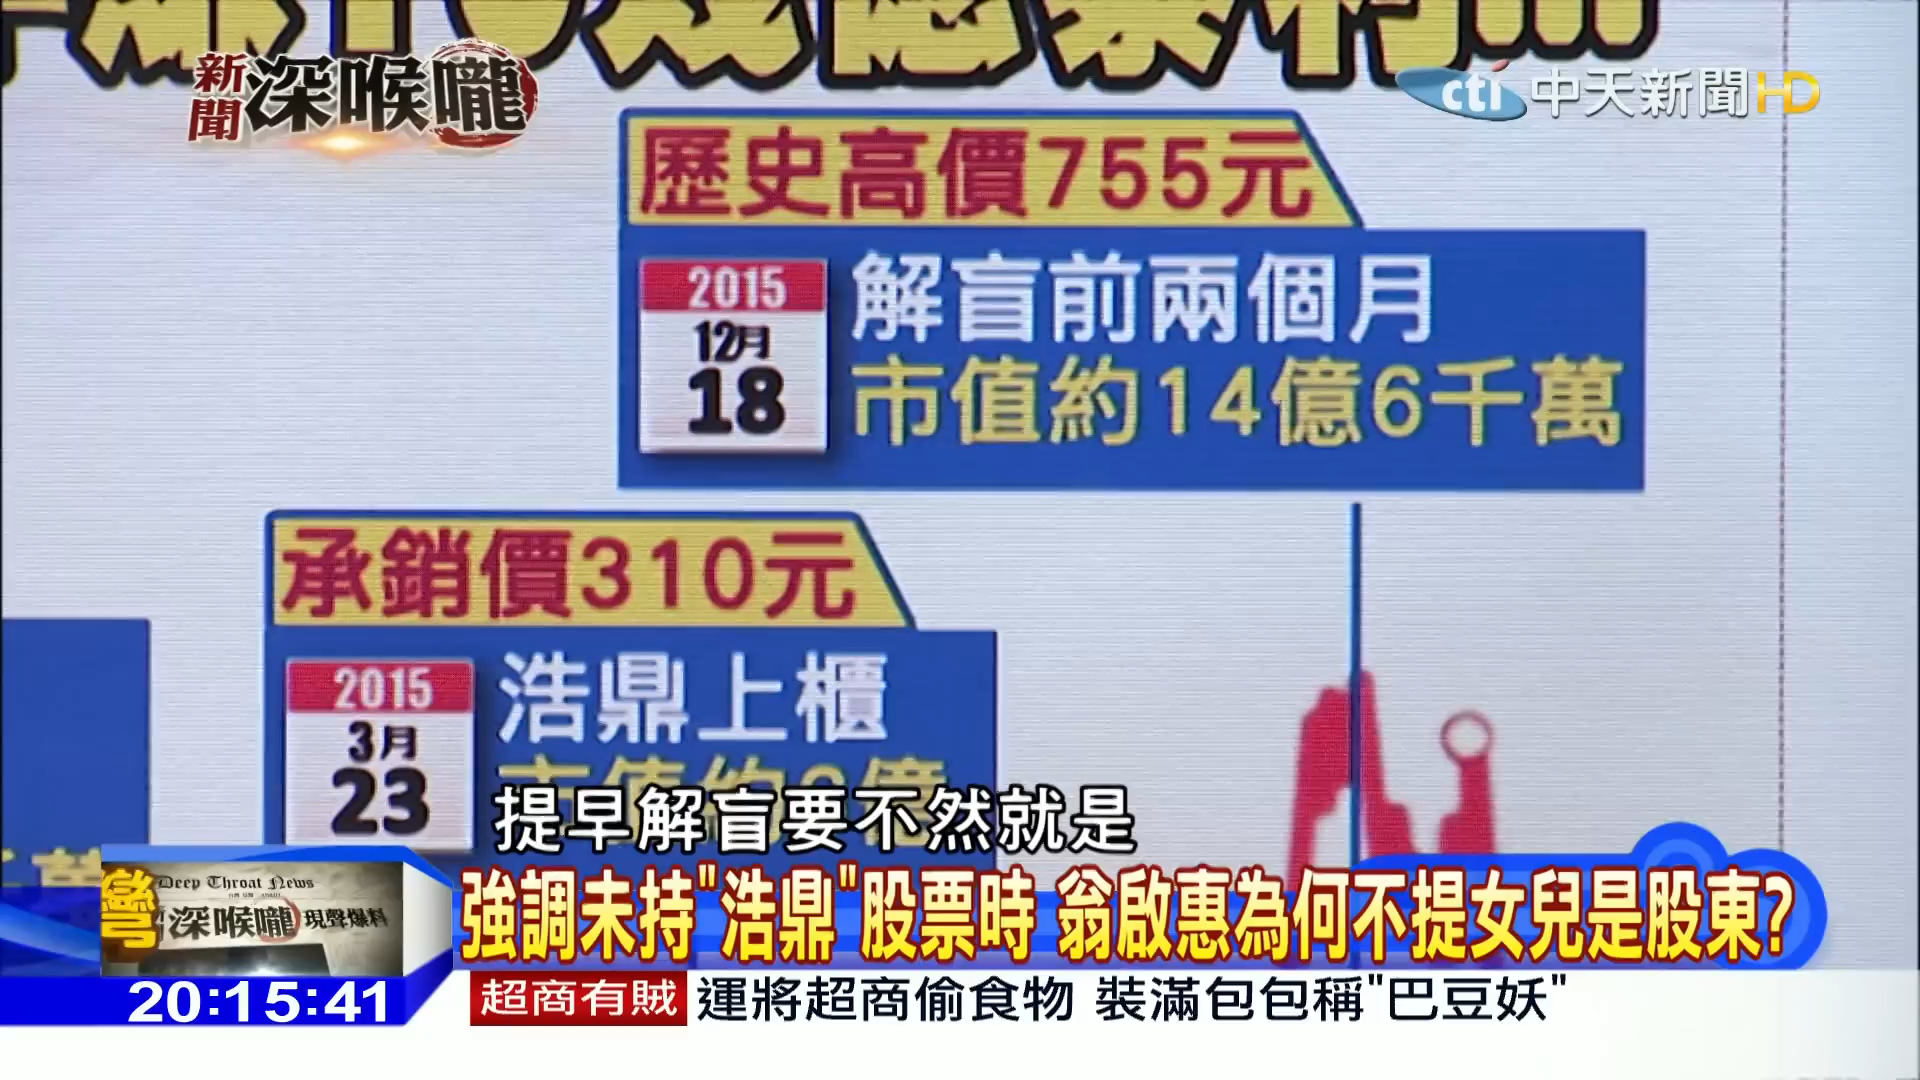 新聞深喉嚨
cti 中天新聞HD
歷史高價755元
2015
12月
18
解盲前兩個月
市值約14億6千萬
承銷價310元
2015
3月
23
浩鼎上櫃
提早解盲要不然就是
Deep Throat News
深喉嚨 現聲爆料
強調未持"浩鼎"股票時 翁啟惠為何不提女兒是股東?
20:15:41
超商有賊 運將超商偷食物 裝滿包包稱"巴豆妖"